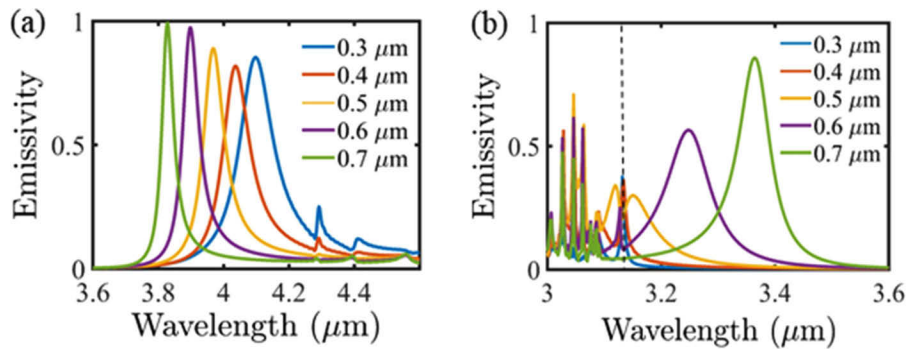 (a)
1
0.5
0
Emissivity
0.3 μm
0.4 μm
0.5 μm
0.6 μm
0.7 μm
3.6 3.8 4 4.2 4.4
Wavelength (μm)
(b)
1
0.5
0
Emissivity
0.3 μm
0.4 μm
0.5 μm
0.6 μm
0.7 μm
3 3.2 3.4 3.6
Wavelength (μm)